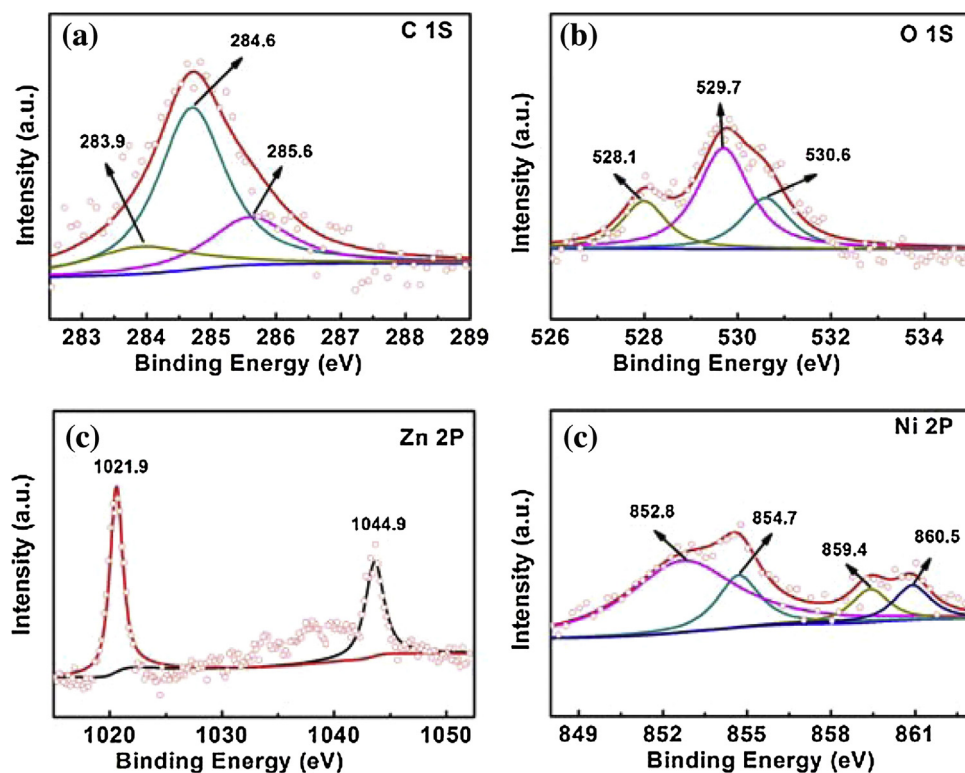 (a)
C 1S
284.6
283.9
285.6
Intensity (a.u.)
283 284 285 286 287 288 289
Binding Energy (eV)
(b)
O 1S
529.7
528.1
530.6
Intensity (a.u.)
526 528 530 532 534
Binding Energy (eV)
(c)
Zn 2P
1021.9
1044.9
Intensity (a.u.)
1020 1030 1040 1050
Binding Energy (eV)
(c)
Ni 2P
852.8
854.7
859.4
860.5
Intensity (a.u.)
849 852 855 858 861
Binding Energy (eV)